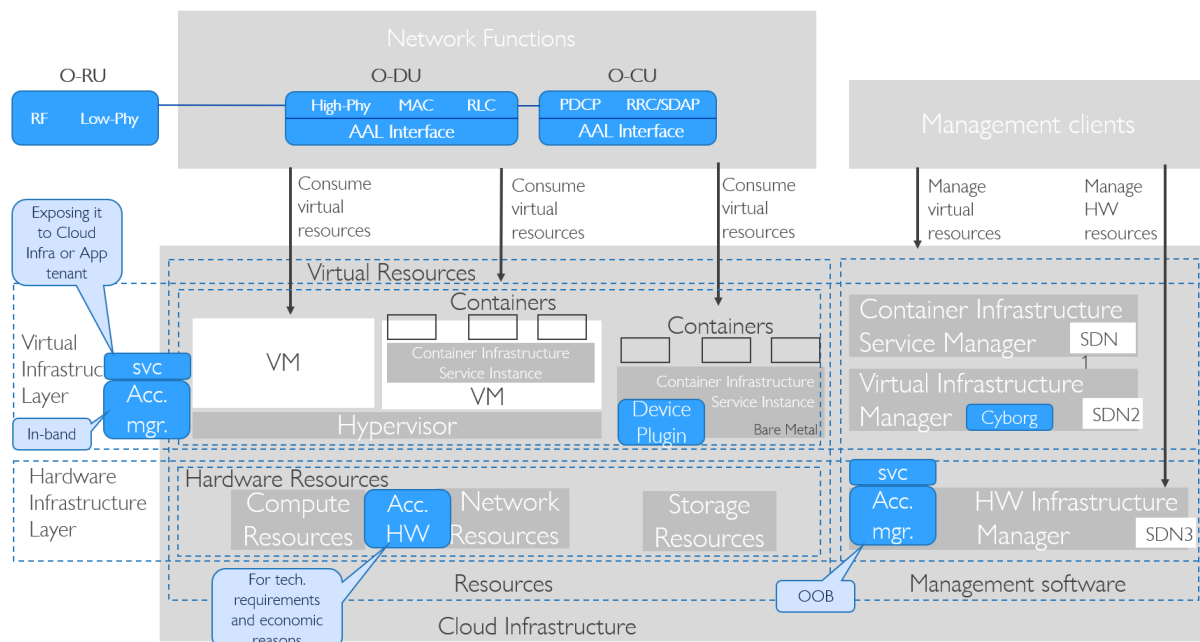 Network Functions
O-RU
O-DU
O-CU
RF
Low-Phy
High-Phy
MAC
RLC
AAL Interface
PDCP
RRC/SDAP
AAL Interface
Management clients
Consume
virtual
resources
Consume
virtual
resources
Consume
virtual
resources
Manage
virtual
resources
Manage
HW
resources
Exposing it
to Cloud
Infra or App
tenant
Virtual Resources
Containers
Containers
Virtual
Infrastruc
Layer
svc
Acc.
mgr.
In-band
VM
Container Infrastructure
Service Instance
VM
Hypervisor
Container Infrastructure
Service Instance
Device
Plugin
Bare Metal
Container Infrastructure
Service Manager
SDN
1
Virtual Infrastructure
Manager
Cyborg
SDN2
Hardware
Infrastructure
Layer
Hardware Resources
Compute
Resources
Acc.
HW
Network
Resources
Storage
Resources
svc
Acc.
mgr.
HW Infrastructure
Manager
SDN3
For tech.
requirements
and economic
reasons
Resources
OOB
Management software
Cloud Infrastructure